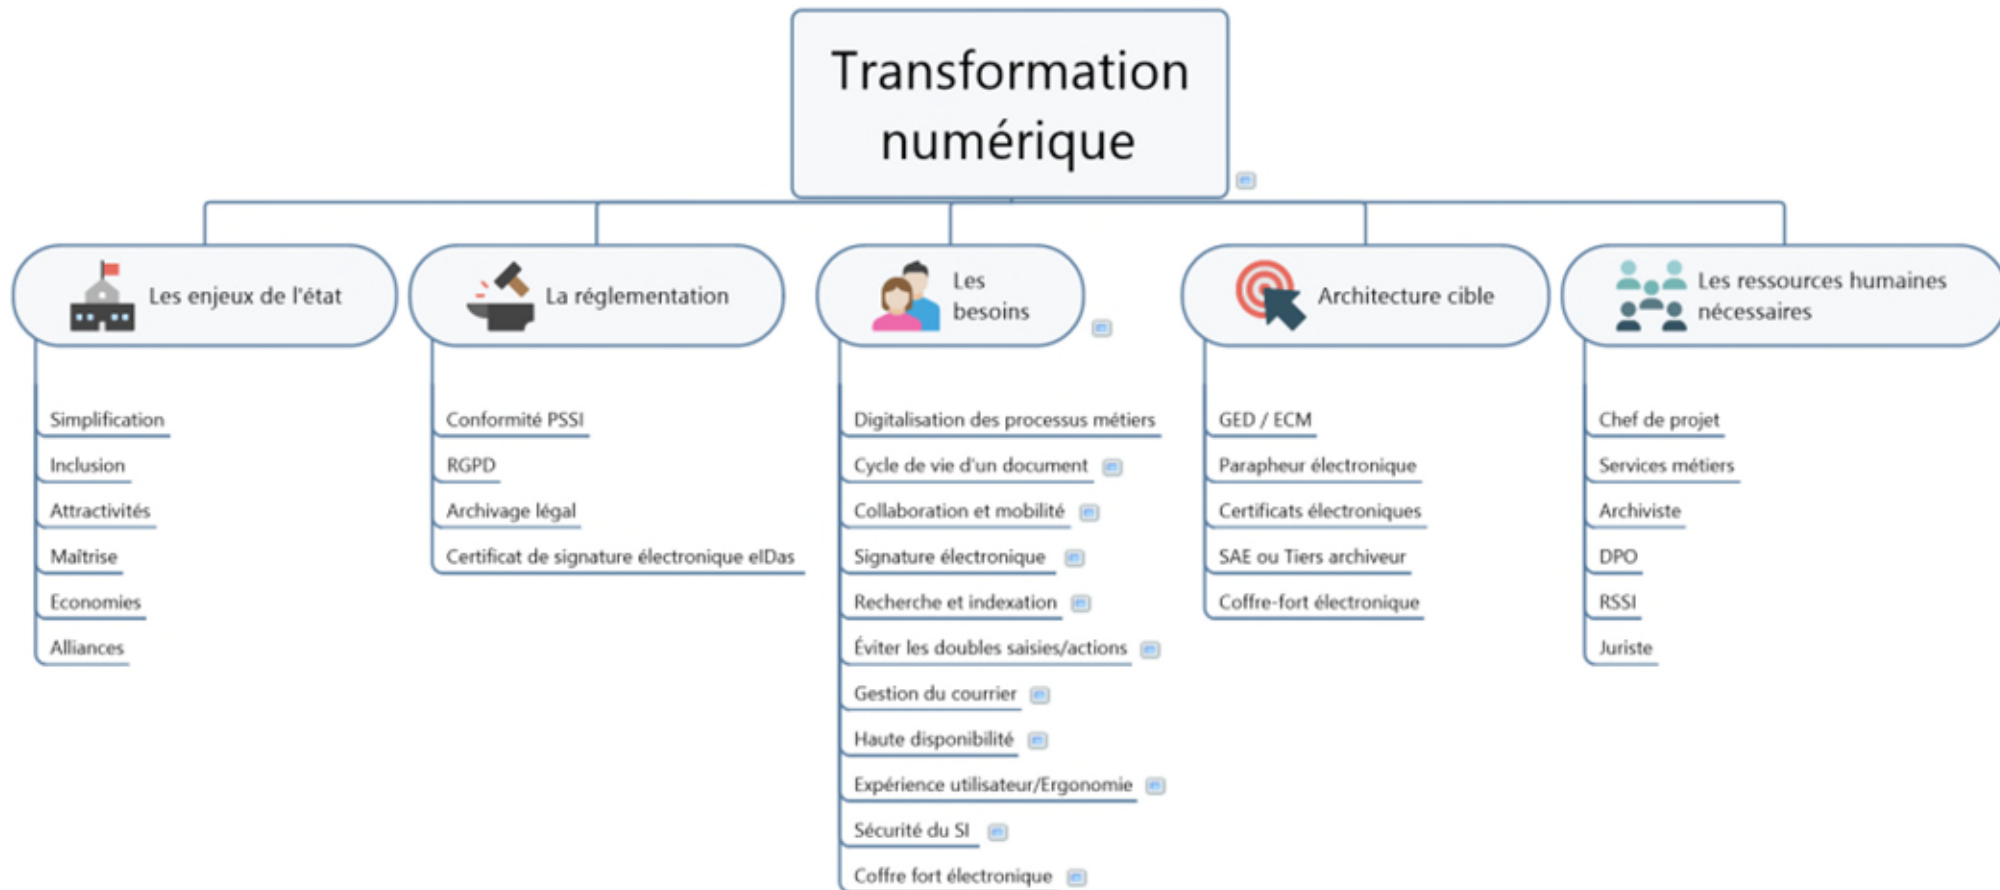 Transformation
numérique
Les enjeux de l'état
Simplification
Inclusion
Attractivités
Maîtrise
Economies
Alliances
La réglementation
Conformité PSSI
RGPD
Archivage légal
Certificat de signature électronique eIDas
Les
besoins
Digitalisation des processus métiers
Cycle de vie d'un document
Collaboration et mobilité
Signature électronique
Recherche et indexation
Éviter les doubles saisies/actions
Gestion du courrier
Haute disponibilité
Expérience utilisateur/Ergonomie
Sécurité du SI
Coffre fort électronique
Architecture cible
GED / ECM
Parapheur électronique
Certificats électroniques
SAE ou Tiers archiveur
Coffre-fort électronique
Les ressources humaines
nécessaires
Chef de projet
Services métiers
Archiviste
DPO
RSSI
Juriste